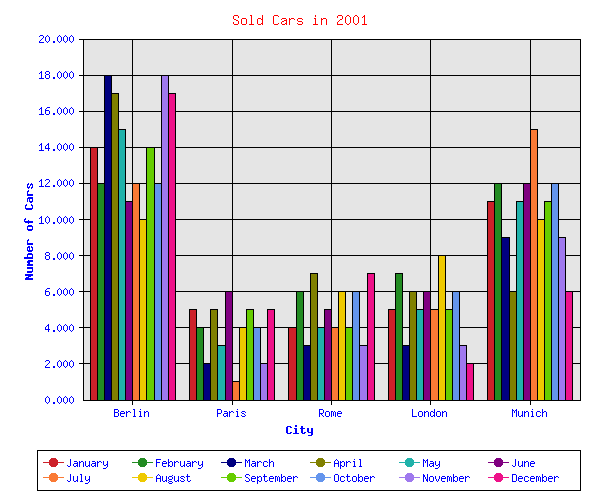 Sold Cars in 2001
20.000
18.000
16.000
14.000
12.000
10.000
8.000
6.000
4.000
2.000
0.000
Number of Cars
Berlin Paris Rome London Munich
City
January February March April May June
July August September October November December